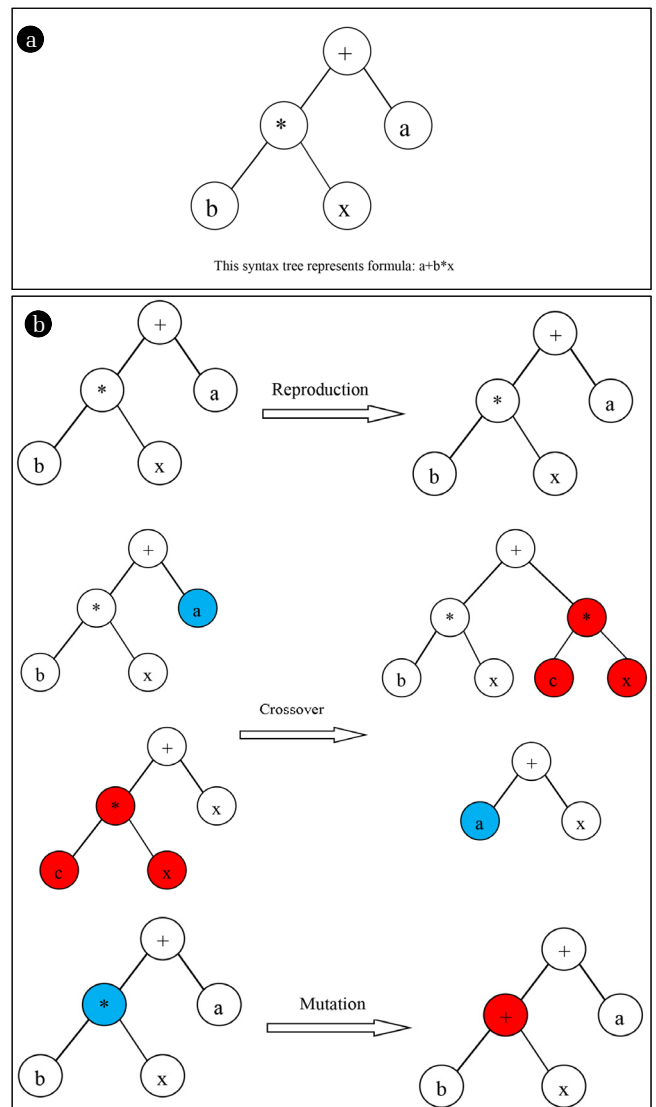 a
+
* a
b x
This syntax tree represents formula: a+b*x
b
+ +
* a Reproduction * a
b x b x
+ +
* a * *
b x b x c x
Crossover
+ +
* x a x
c x
+ +
* a Mutation + a
b x b x